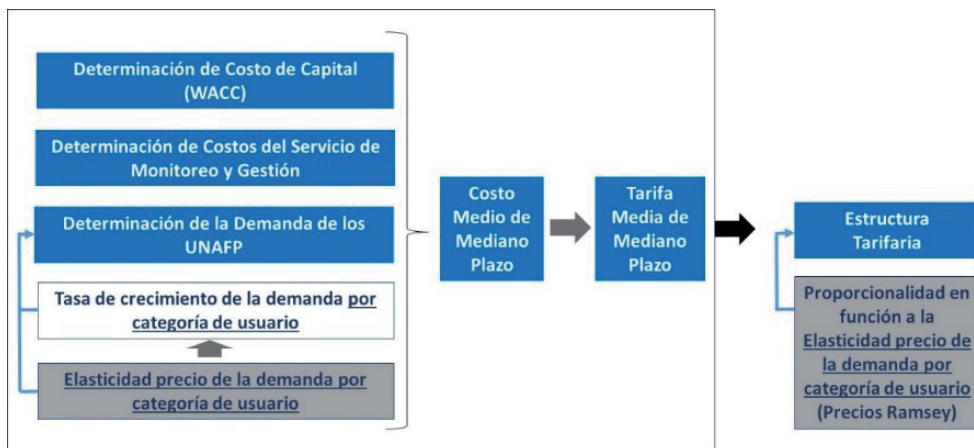 Determinación de Costo de Capital
(WACC)
Determinación de Costos del Servicio de
Monitoreo y Gestión
Determinación de la Demanda de los
UNAFP
Tasa de crecimiento de la demanda por
categoría de usuario
Elasticidad precio de la demanda por
categoría de usuario
Costo
Medio de
Mediano
Plazo
Tarifa
Media de
Mediano
Plazo
Estructura
Tarifaria
Proporcionalidad en
función a la
Elasticidad precio de
la demanda por
categoría de usuario
(Precios Ramsey)